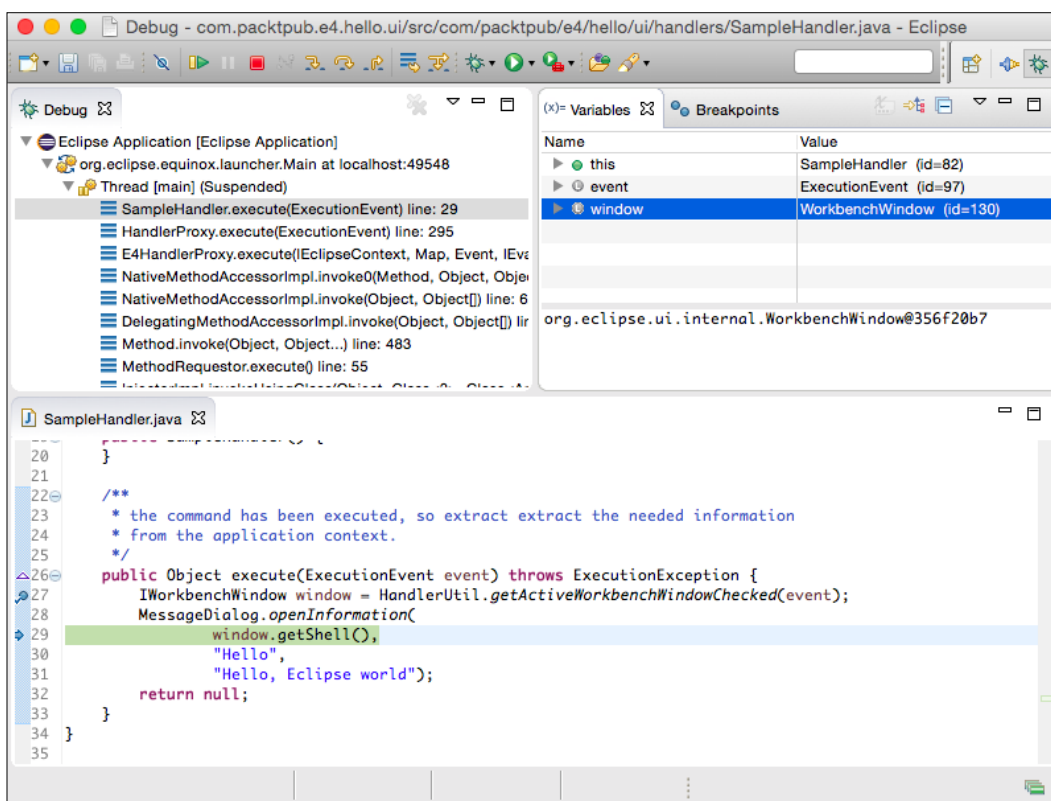 Debug - com.packtpub.e4.hello.ui/src/com/packtpub/e4/hello/ui/handlers/SampleHandler.java - Eclipse
Debug
Eclipse Application [Eclipse Application]
org.eclipse.equinox.launcher.Main at localhost:49548
Thread [main] (Suspended)
SampleHandler.execute(ExecutionEvent) line: 29
HandlerProxy.execute(ExecutionEvent) line: 295
E4HandlerProxy.execute(IEclipseContext, Map, Event, IEva
NativeMethodAccessorImpl.invoke0(Method, Object, Obje
NativeMethodAccessorImpl.invoke(Object, Object[]) line: 6
DelegatingMethodAccessorImpl.invoke(Object, Object[]) lir
Method.invoke(Object, Object...) line: 483
MethodRequestor.execute() line: 55
(x)= Variables
Breakpoints
Name Value
this SampleHandler (id=82)
event ExecutionEvent (id=97)
window WorkbenchWindow (id=130)
org.eclipse.ui.internal.WorkbenchWindow@356f20b7
SampleHandler.java
20 }
21
22 /**
23 * the command has been executed, so extract extract the needed information
24 * from the application context.
25 */
26 public Object execute(ExecutionEvent event) throws ExecutionException {
27 IWorkbenchWindow window = HandlerUtil.getActiveWorkbenchWindowChecked(event);
28 MessageDialog.openInformation(
29 window.getShell(),
30 "Hello",
31 "Hello, Eclipse world");
32 return null;
33 }
34 }
35